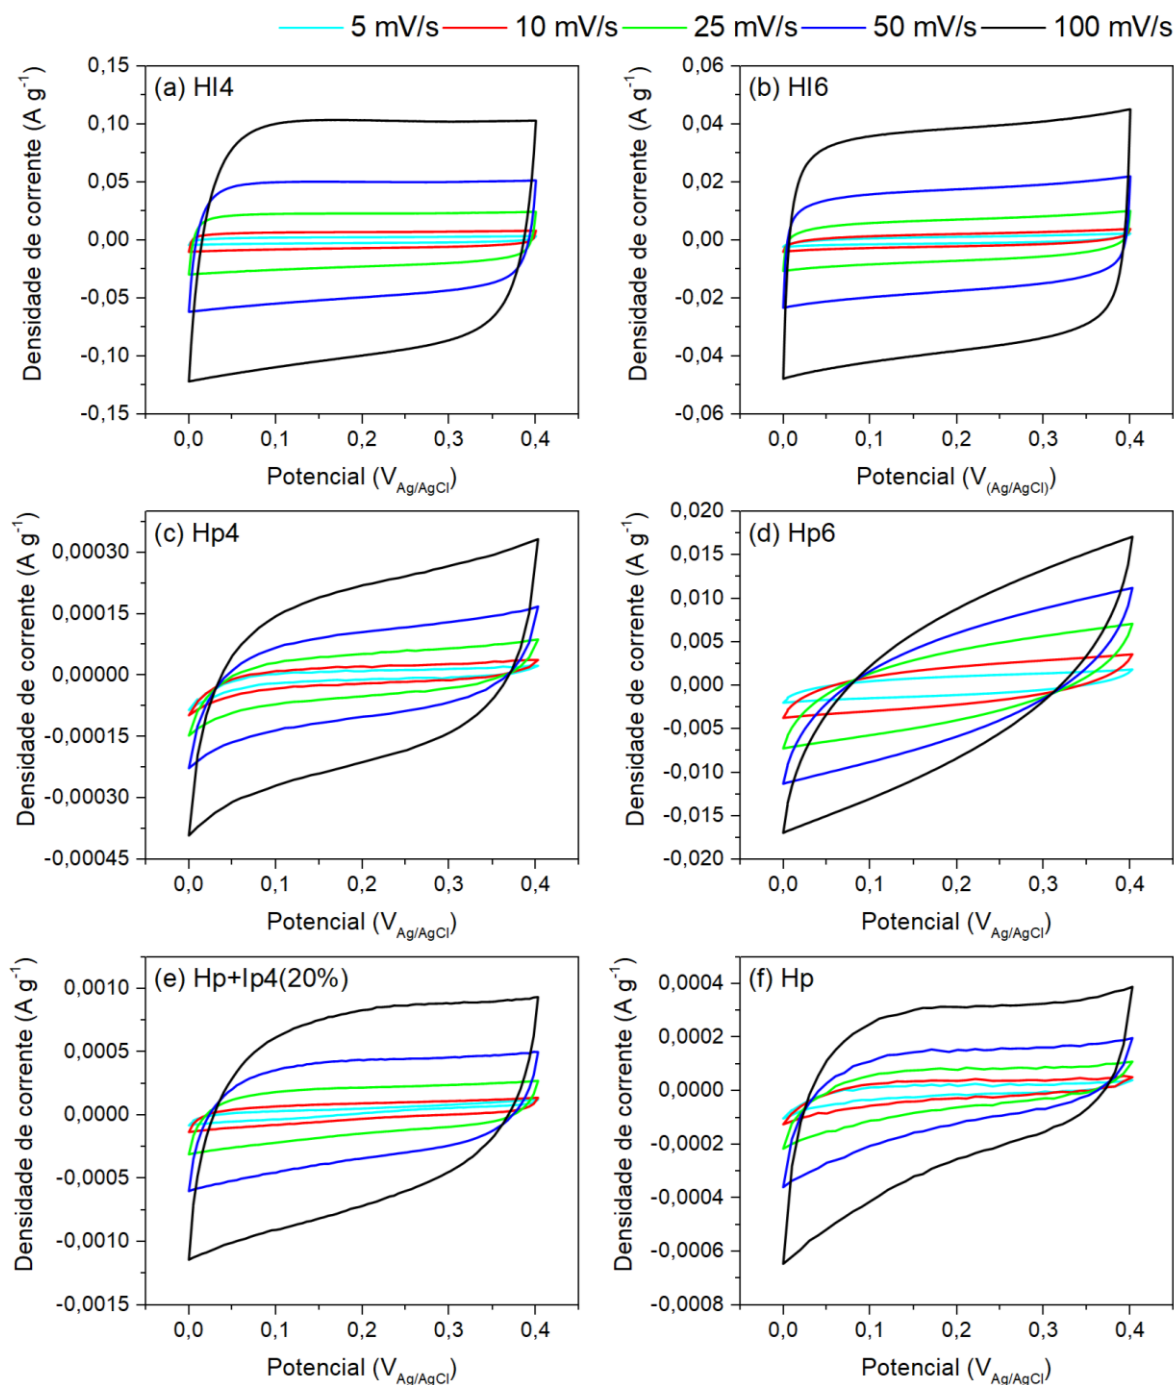 5 mV/s 10 mV/s 25 mV/s 50 mV/s 100 mV/s
(a) HI4
Densidade de corrente (A g⁻¹)
0,15
0,10
0,05
0,00
-0,05
-0,10
-0,15
0,0 0,1 0,2 0,3 0,4
Potencial (V_Ag/AgCl)
(b) HI6
Densidade de corrente (A g⁻¹)
0,06
0,04
0,02
0,00
-0,02
-0,04
-0,06
0,0 0,1 0,2 0,3 0,4
Potencial (V_(Ag/AgCl))
(c) Hp4
Densidade de corrente (A g⁻¹)
0,00030
0,00015
0,00000
-0,00015
-0,00030
-0,00045
0,0 0,1 0,2 0,3 0,4
Potencial (V_Ag/AgCl)
(d) Hp6
Densidade de corrente (A g⁻¹)
0,020
0,015
0,010
0,005
0,000
-0,005
-0,010
-0,015
-0,020
0,0 0,1 0,2 0,3 0,4
Potencial (V_Ag/AgCl)
(e) Hp+Ip4(20%)
Densidade de corrente (A g⁻¹)
0,0010
0,0005
0,0000
-0,0005
-0,0010
-0,0015
0,0 0,1 0,2 0,3 0,4
Potencial (V_Ag/AgCl)
(f) Hp
Densidade de corrente (A g⁻¹)
0,0004
0,0002
0,0000
-0,0002
-0,0004
-0,0006
-0,0008
0,0 0,1 0,2 0,3 0,4
Potencial (V_Ag/AgCl)